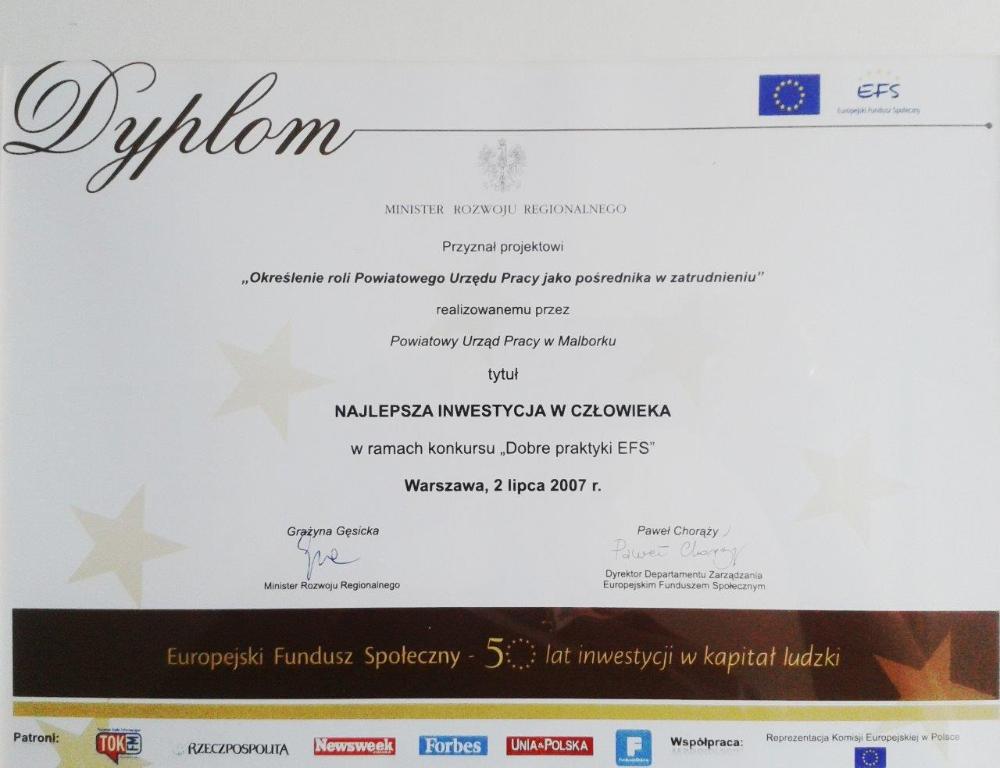 Dyplom
EFS
Europejski Fundusz Społeczny
MINISTER ROZWOJU REGIONALNEGO
Przyznał projektowi
„Określenie roli Powiatowego Urzędu Pracy jako pośrednika w zatrudnieniu”
realizowanemu przez
Powiatowy Urząd Pracy w Malborku
tytuł
NAJLEPSZA INWESTYCJA W CZŁOWIEKA
w ramach konkursu „Dobre praktyki EFS”
Warszawa, 2 lipca 2007 r.
Grażyna Gęsicka
Minister Rozwoju Regionalnego
Paweł Chorąży
Paweł Chorąży
Dyrektor Departamentu Zarządzania
Europejskim Funduszem Społecznym
Europejski Fundusz Społeczny - 50 lat inwestycji w kapitał ludzki
Patroni:
TOK FM
RZECZPOSPOLITA
Newsweek
Forbes
UNIA&POLSKA
F
Współpraca:
Reprezentacja Komisji Europejskiej w Polsce